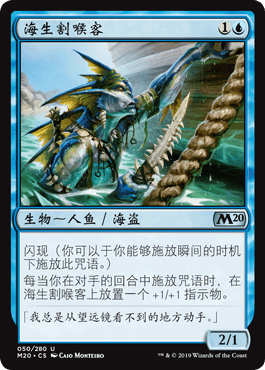 海生割喉客 1
生物～人鱼／海盗 M20
闪现（你可以于你能够施放瞬间的时机
下施放此咒语。）
每当你在对手的回合中施放咒语时，在
海生割喉客上放置一个 +1/+1 指示物。
「我总是从望远镜看不到的地方动手。」
2/1
050/280 U
M20 • CS CAIO MONTEIRO
™ & © 2019 Wizards of the Coast